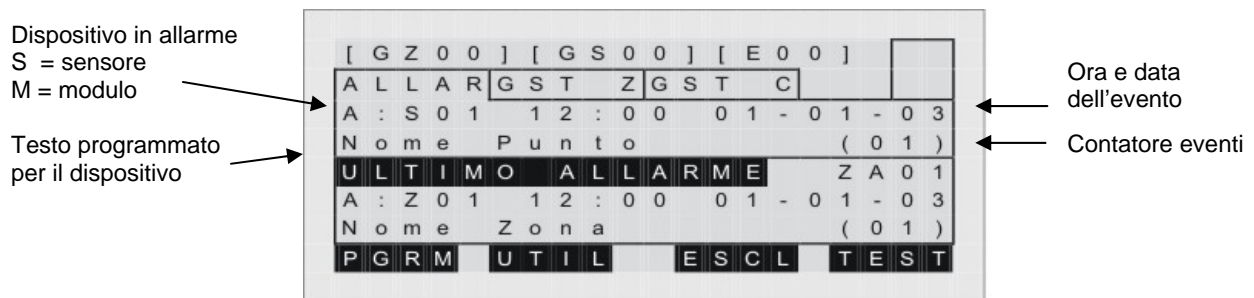 Dispositivo in allarme
S = sensore
M = modulo
Testo programmato
per il dispositivo
[GZ00][GS00][E00]
ALLAR GST Z GST C
A:S01 12:00 01-01-03
Nome Punto (01)
ULTIMO ALLARME ZA01
A:Z01 12:00 01-01-03
Nome Zona (01)
PGRM UTIL ESCL TEST
Ora e data
dell'evento
Contatore eventi